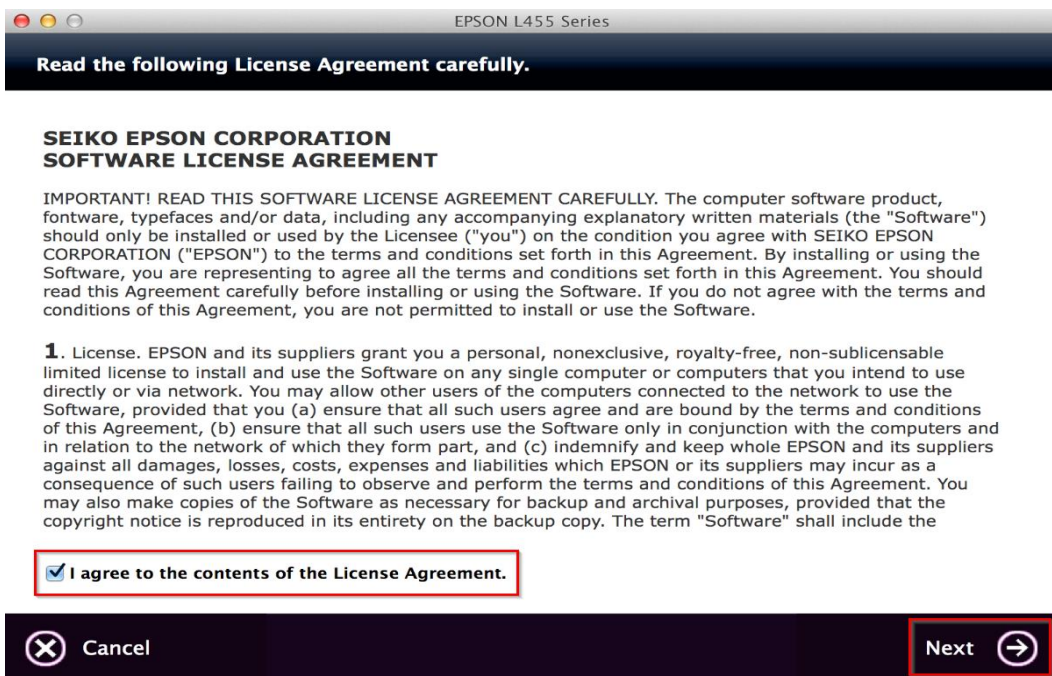 EPSON L455 Series
Read the following License Agreement carefully.
SEIKO EPSON CORPORATION
SOFTWARE LICENSE AGREEMENT
IMPORTANT! READ THIS SOFTWARE LICENSE AGREEMENT CAREFULLY. The computer software product,
fontware, typefaces and/or data, including any accompanying explanatory written materials (the "Software")
should only be installed or used by the Licensee ("you") on the condition you agree with SEIKO EPSON
CORPORATION ("EPSON") to the terms and conditions set forth in this Agreement. By installing or using the
Software, you are representing to agree all the terms and conditions set forth in this Agreement. You should
read this Agreement carefully before installing or using the Software. If you do not agree with the terms and
conditions of this Agreement, you are not permitted to install or use the Software.
1. License. EPSON and its suppliers grant you a personal, nonexclusive, royalty-free, non-sublicensable
limited license to install and use the Software on any single computer or computers that you intend to use
directly or via network. You may allow other users of the computers connected to the network to use the
Software, provided that you (a) ensure that all such users agree and are bound by the terms and conditions
of this Agreement, (b) ensure that all such users use the Software only in conjunction with the computers and
in relation to the network of which they form part, and (c) indemnify and keep whole EPSON and its suppliers
against all damages, losses, costs, expenses and liabilities which EPSON or its suppliers may incur as a
consequence of such users failing to observe and perform the terms and conditions of this Agreement. You
may also make copies of the Software as necessary for backup and archival purposes, provided that the
copyright notice is reproduced in its entirety on the backup copy. The term "Software" shall include the
I agree to the contents of the License Agreement.
Cancel
Next